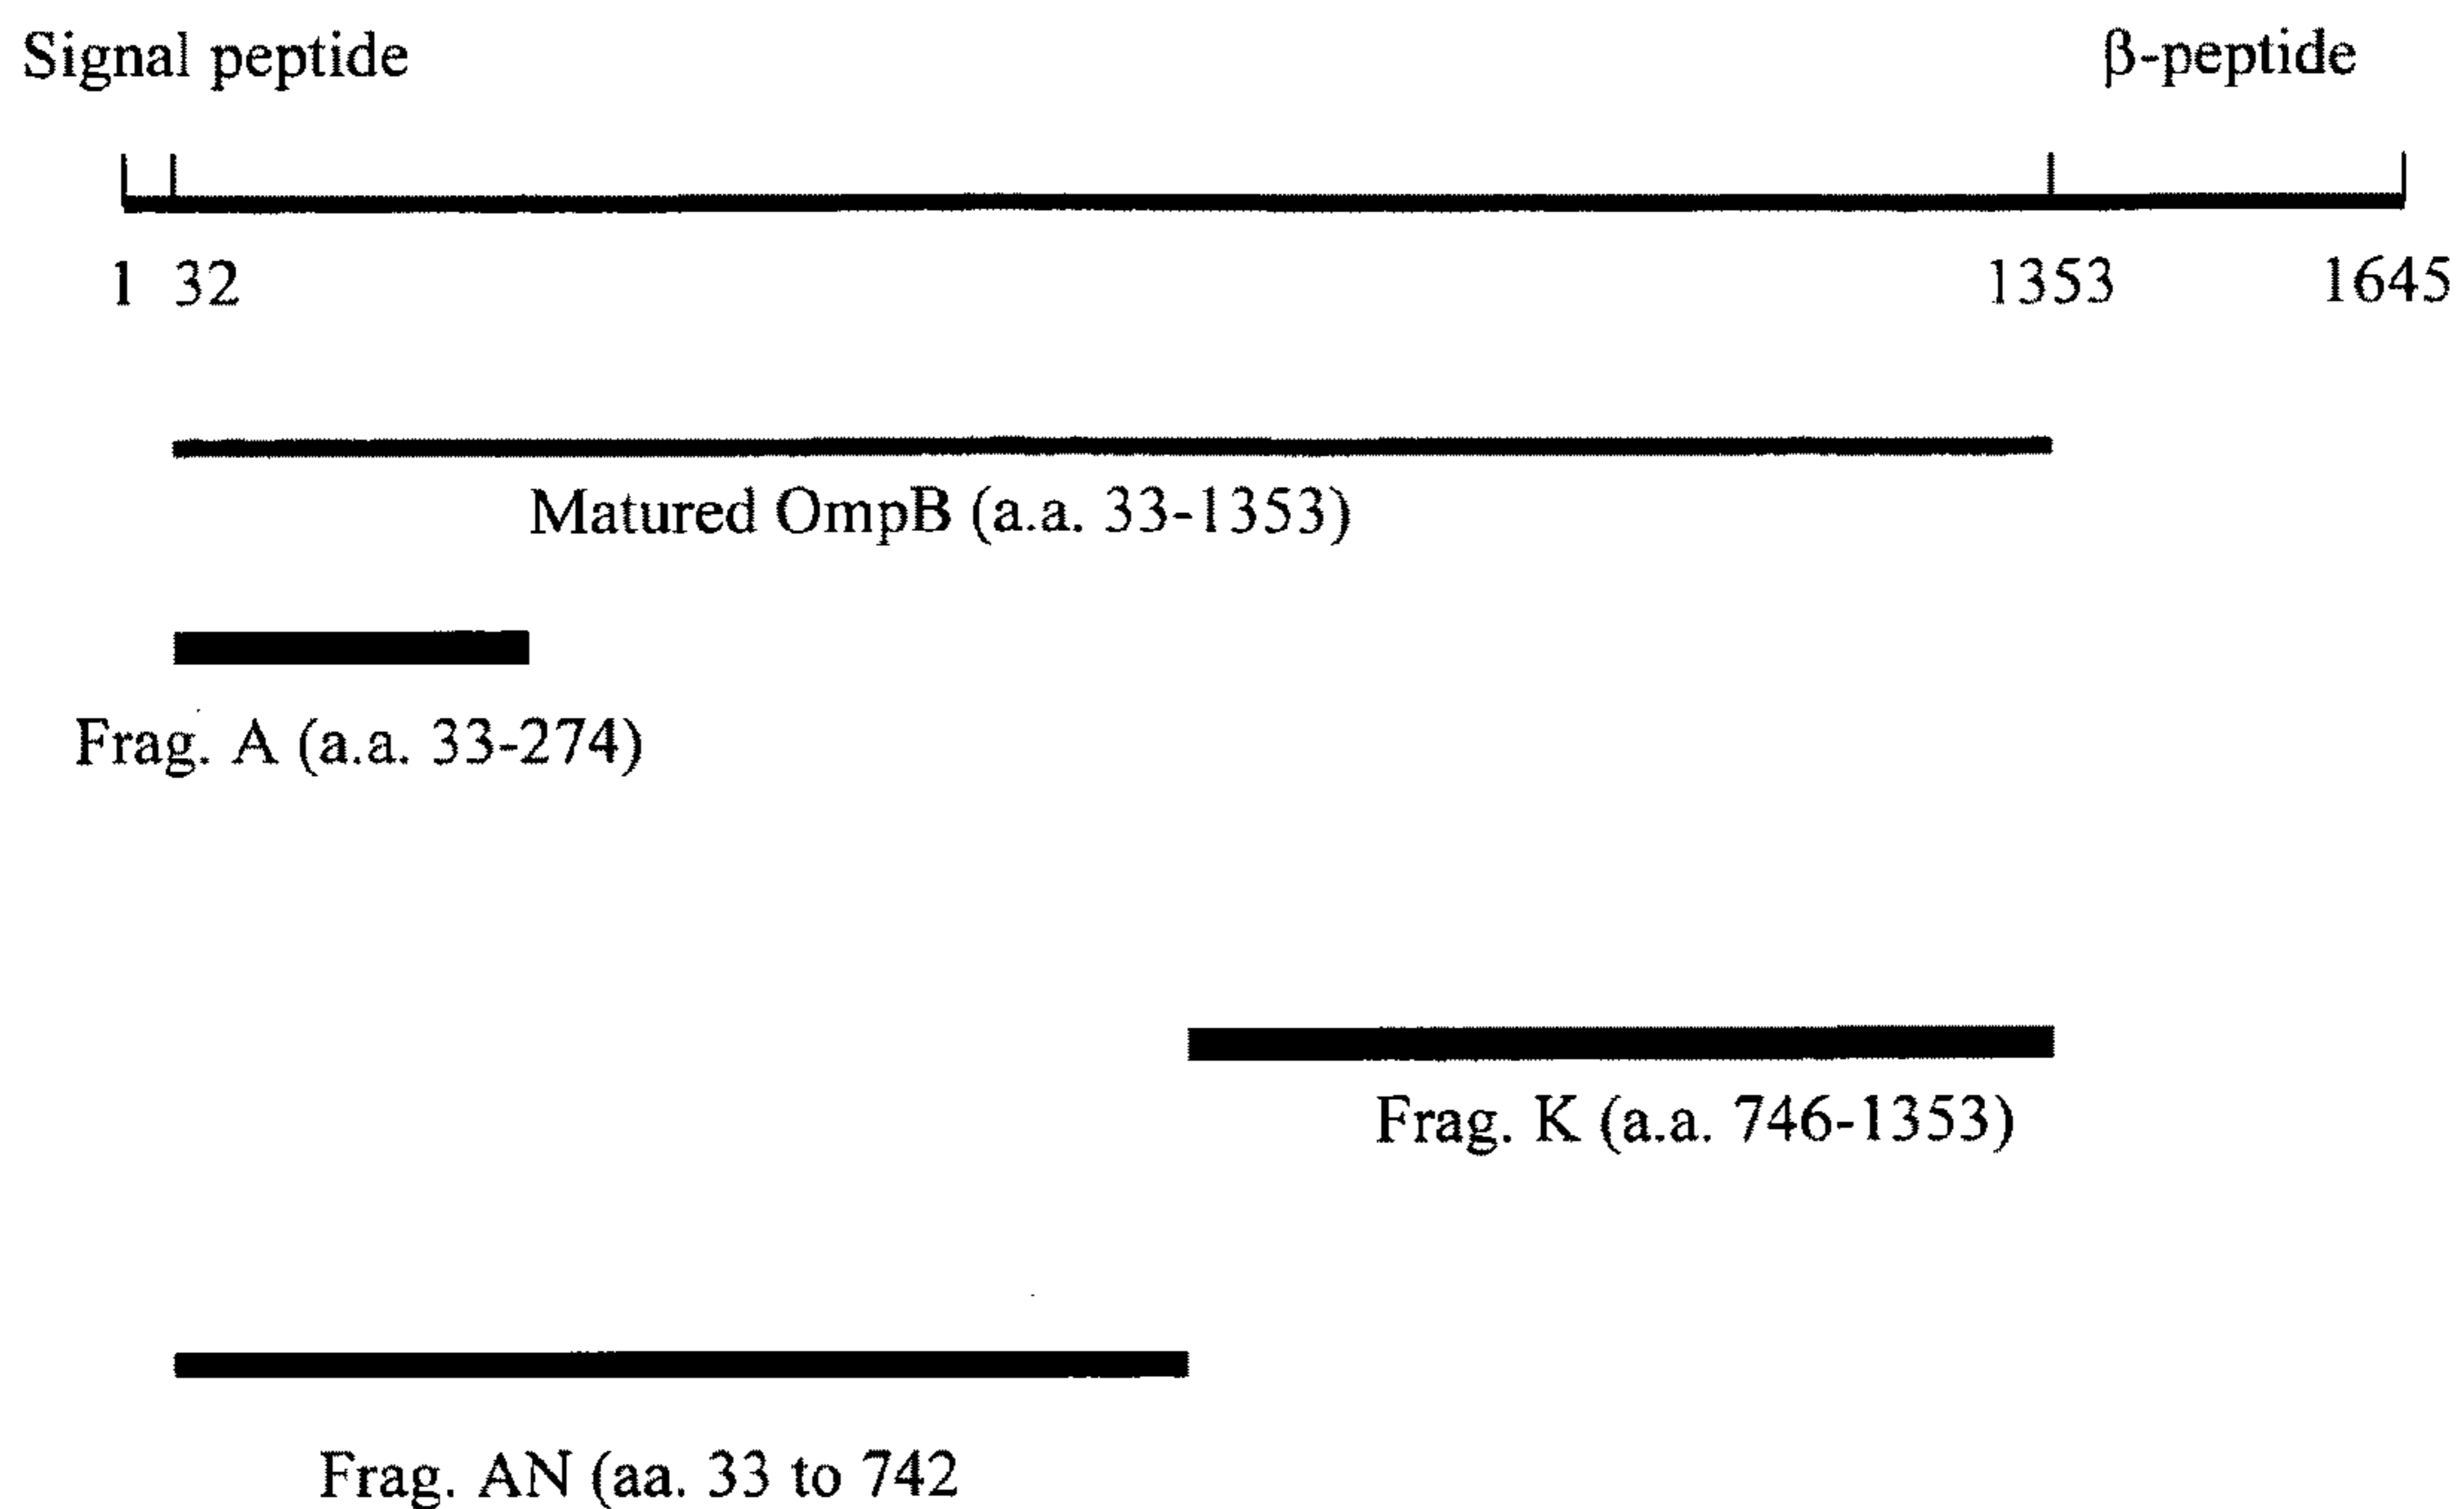 Signal peptide β-peptide
1 32 1353 1645
Matured OmpB (a.a. 33-1353)
Frag. A (a.a. 33-274)
Frag. K (a.a. 746-1353)
Frag. AN (aa. 33 to 742